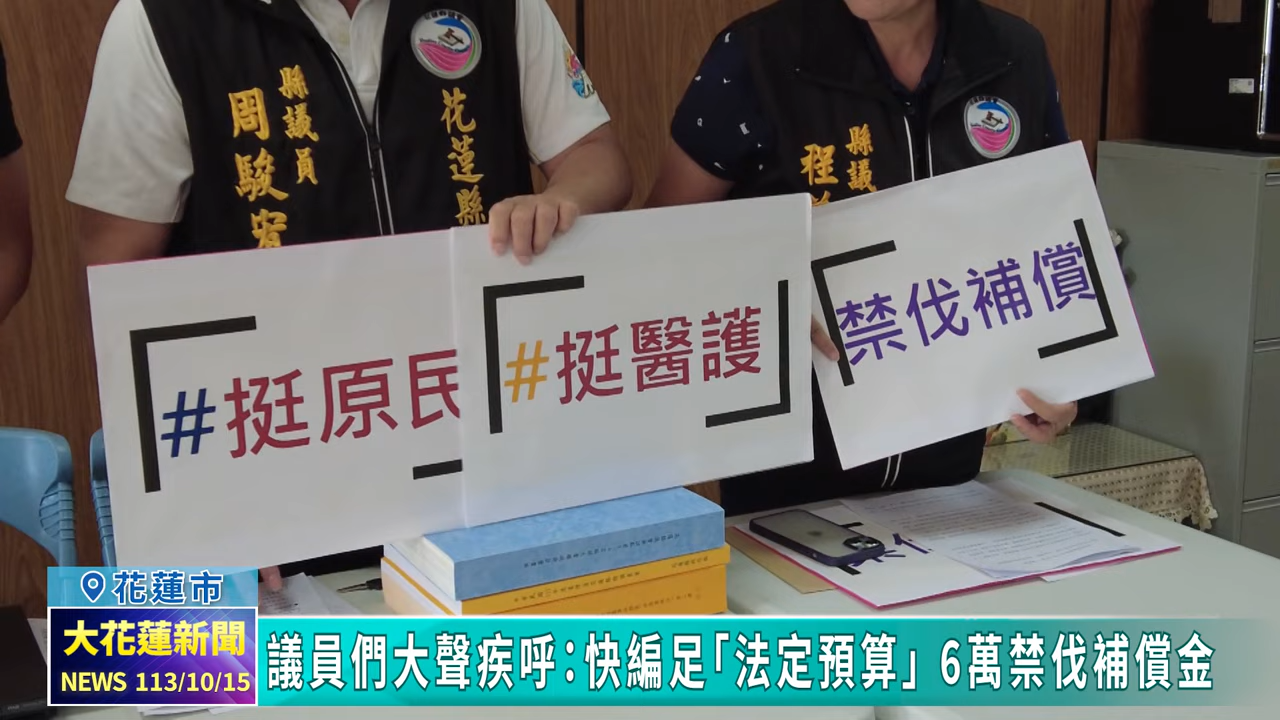 縣議員
周駿宥
花蓮縣
縣議
程
#挺原民
#挺醫護
禁伐補償
花蓮市
大花蓮新聞
NEWS 113/10/15
議員們大聲疾呼:快編足「法定預算」 6萬禁伐補償金